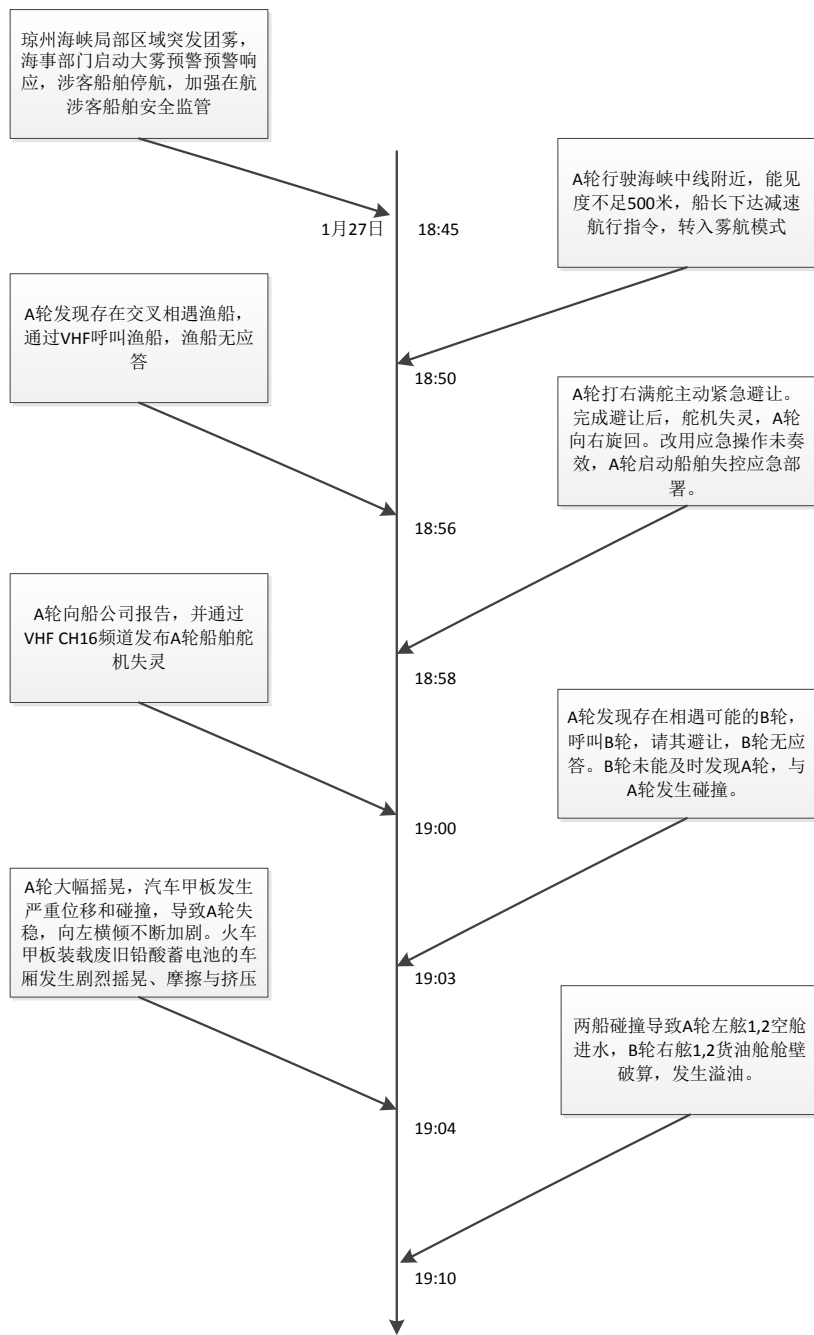 琼州海峡局部区域突发团雾，
海事部门启动大雾预警预警响
应，涉客船舶停航，加强在航
涉客船舶安全监管
1月27日
18:45
A轮行驶海峡中线附近，能见
度不足500米，船长下达减速
航行指令，转入雾航模式
18:50
A轮发现存在交叉相遇渔船，
通过VHF呼叫渔船，渔船无应
答
18:56
A轮打右满舵主动紧急避让。
完成避让后，舵机失灵，A轮
向右旋回。改用应急操作未奏
效，A轮启动船舶失控应急部
署。
18:58
A轮向船公司报告，并通过
VHF CH16频道发布A轮船舶舵
机失灵
19:00
A轮发现存在相遇可能的B轮，
呼叫B轮，请其避让，B轮无应
答。B轮未能及时发现A轮，与
A轮发生碰撞。
19:03
A轮大幅摇晃，汽车甲板发生
严重位移和碰撞，导致A轮失
稳，向左横倾不断加剧。火车
甲板装载废旧铅酸蓄电池的车
厢发生剧烈摇晃、摩擦与挤压
19:04
两船碰撞导致A轮左舷1,2空舱
进水，B轮右舷1,2货油舱舱壁
破算，发生溢油。
19:10